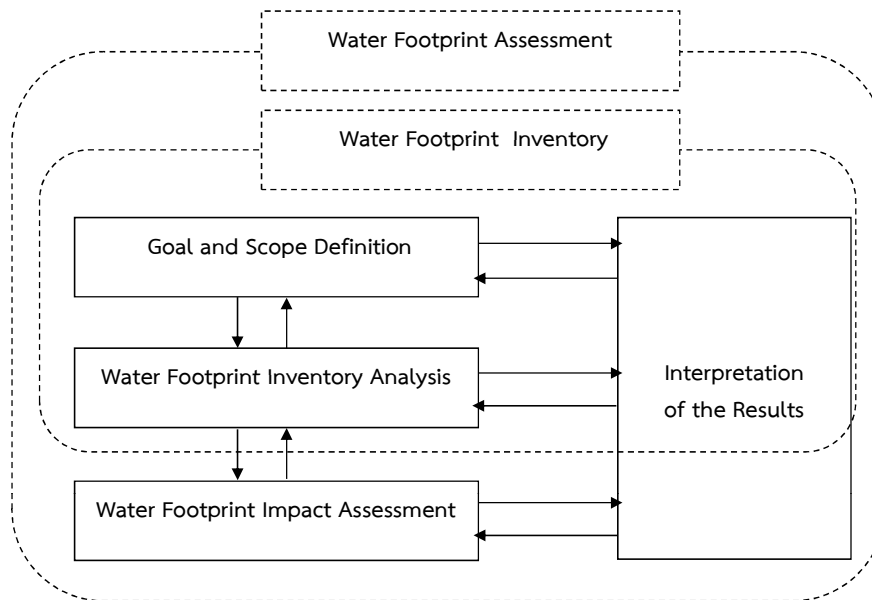 Water Footprint Assessment
Water Footprint Inventory
Goal and Scope Definition
Water Footprint Inventory Analysis
Interpretation
of the Results
Water Footprint Impact Assessment